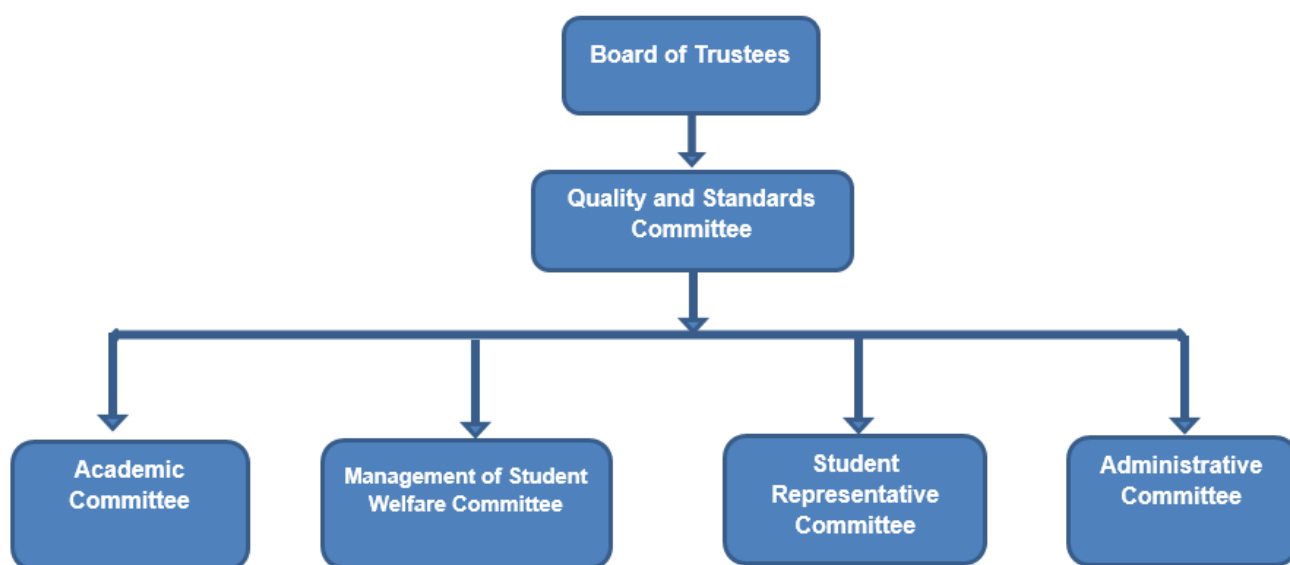 Board of Trustees
Quality and Standards
Committee
Academic
Committee
Management of Student
Welfare Committee
Student
Representative
Committee
Administrative
Committee